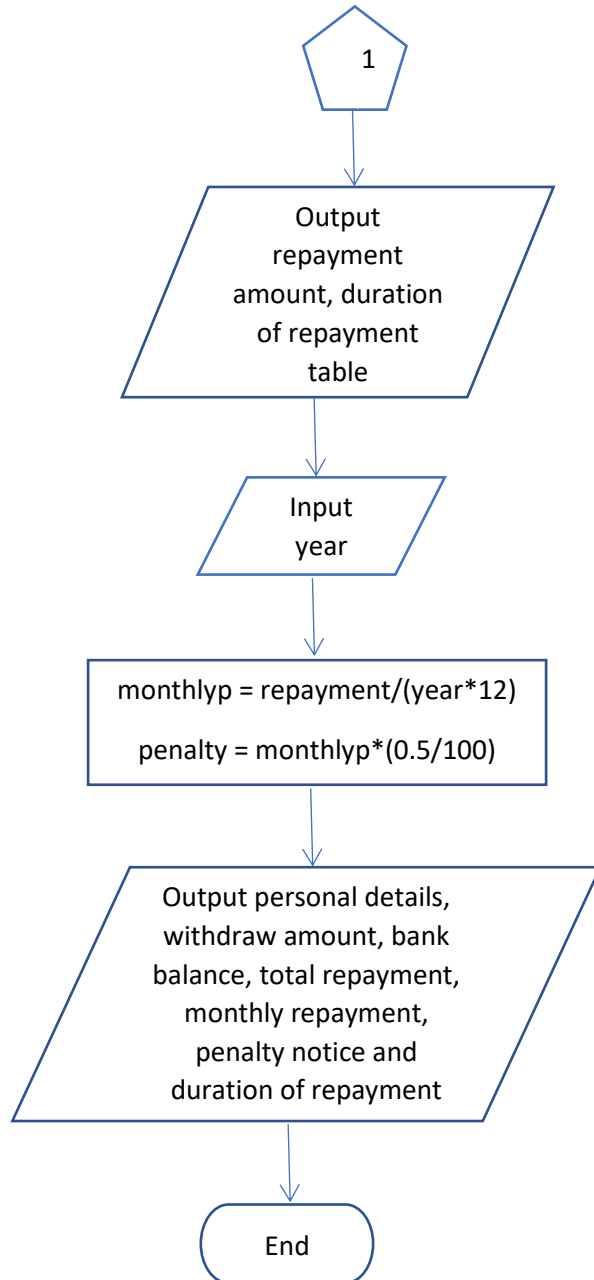 1
Output
repayment
amount, duration
of repayment
table
Input
year
monthlyp = repayment/(year*12)
penalty = monthlyp*(0.5/100)
Output personal details,
withdraw amount, bank
balance, total repayment,
monthly repayment,
penalty notice and
duration of repayment
End